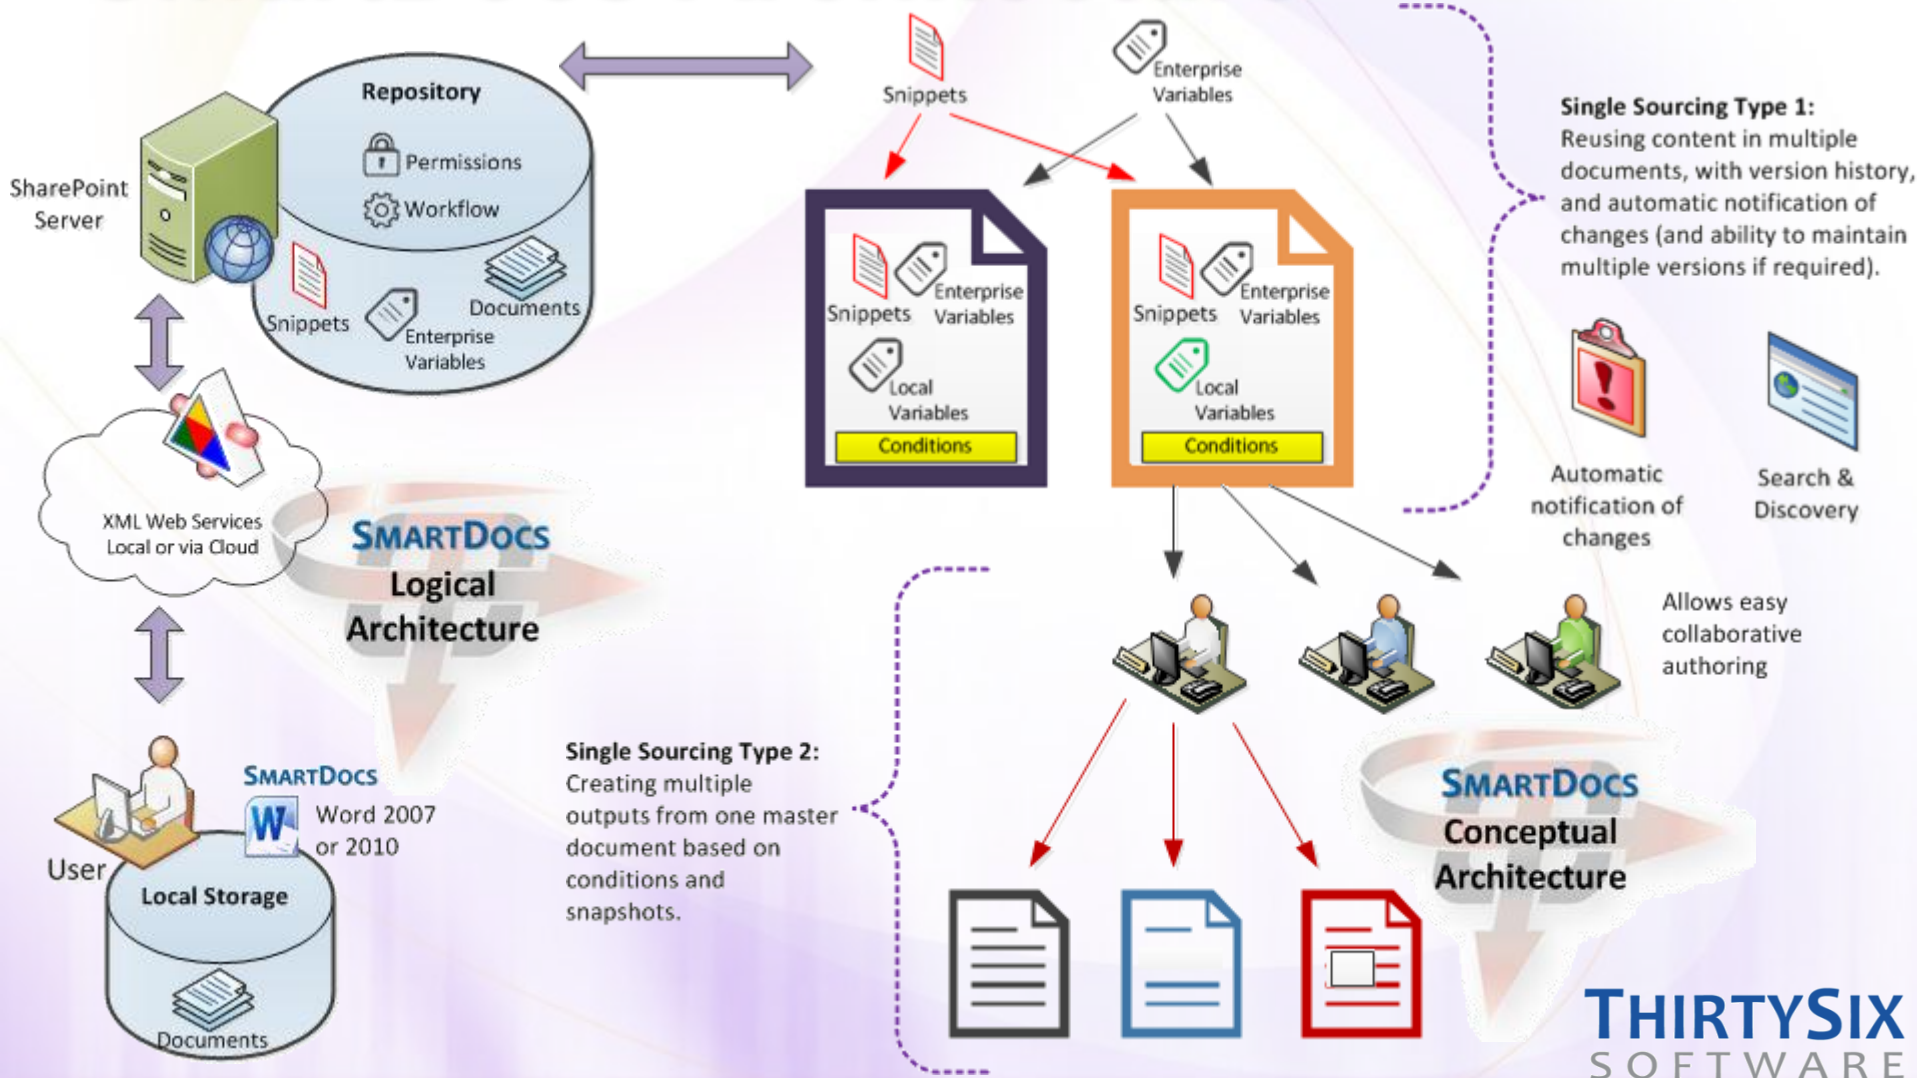 Repository
Permissions
Workflow
Snippets
Enterprise
Variables
Documents
SharePoint
Server
XML Web Services
Local or via Cloud
SMARTDOCS
Logical
Architecture
User
SMARTDOCS
W
Word 2007
or 2010
Local Storage
Documents
Snippets
Enterprise
Variables
Snippets
Enterprise
Variables
Local
Variables
Conditions
Snippets
Enterprise
Variables
Local
Variables
Conditions
Single Sourcing Type 1:
Reusing content in multiple
documents, with version history,
and automatic notification of
changes (and ability to maintain
multiple versions if required).
Automatic
notification of
changes
Search &
Discovery
Allows easy
collaborative
authoring
Single Sourcing Type 2:
Creating multiple
outputs from one master
document based on
conditions and
snapshots.
SMARTDOCS
Conceptual
Architecture
THIRTYSIX
SOFTWARE